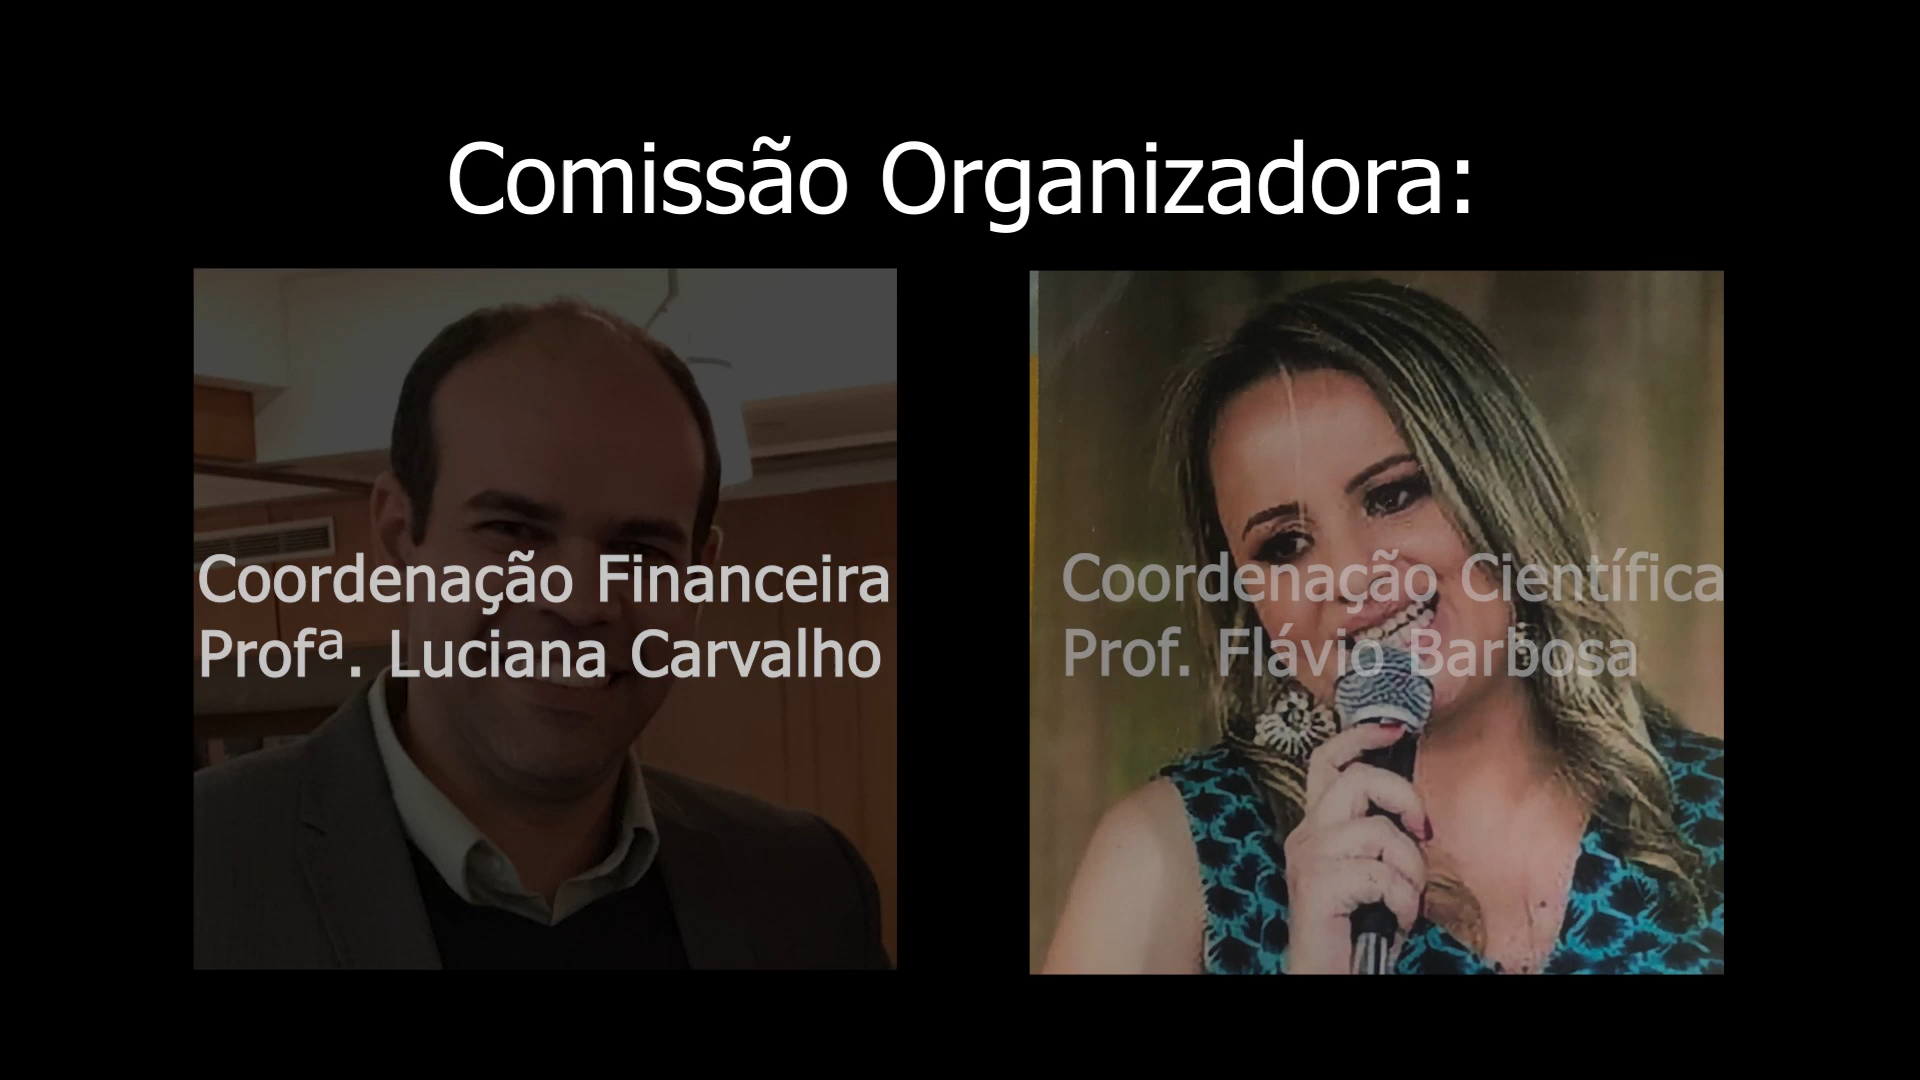 Comissão Organizadora:
Coordenação Financeira
Profª. Luciana Carvalho
Coordenação Científica
Prof. Flávio Barbosa